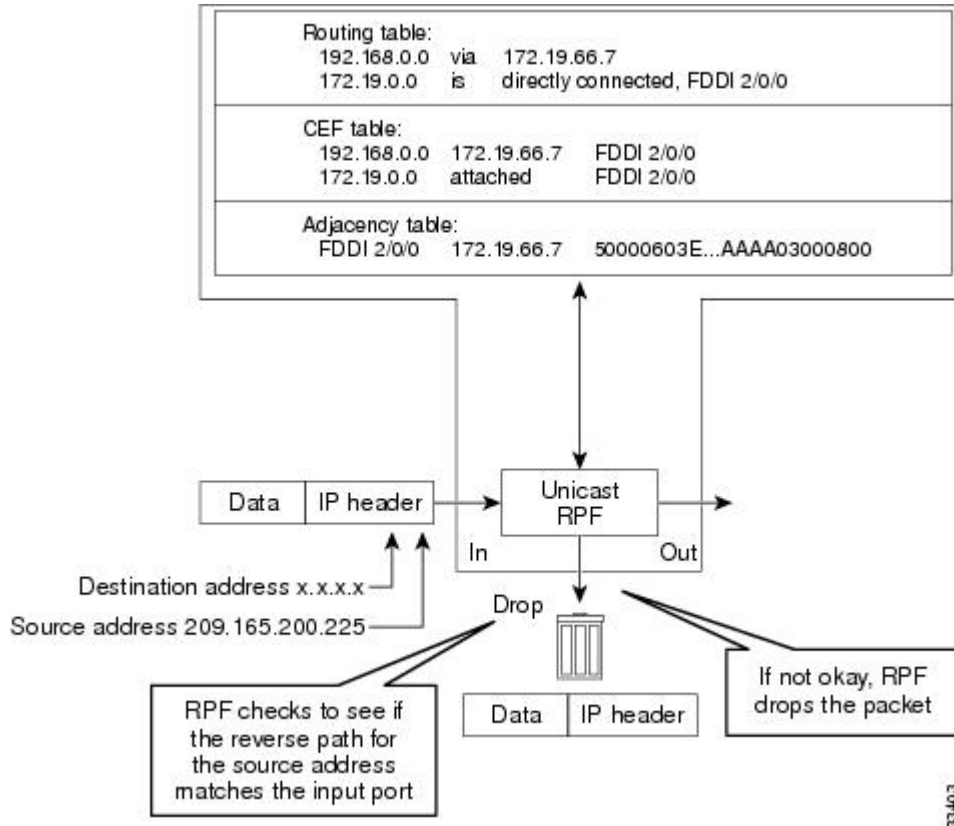 Routing table:
192.168.0.0 via 172.19.66.7
172.19.0.0 is directly connected, FDDI 2/0/0
CEF table:
192.168.0.0 172.19.66.7 FDDI 2/0/0
172.19.0.0 attached FDDI 2/0/0
Adjacency table:
FDDI 2/0/0 172.19.66.7 50000603E...AAAA03000800
Data IP header
Unicast
RPF
In Out
Destination address x.x.x.x
Source address 209.165.200.225
Drop
RPF checks to see if
the reverse path for
the source address
matches the input port
Data IP header
If not okay, RPF
drops the packet
33403